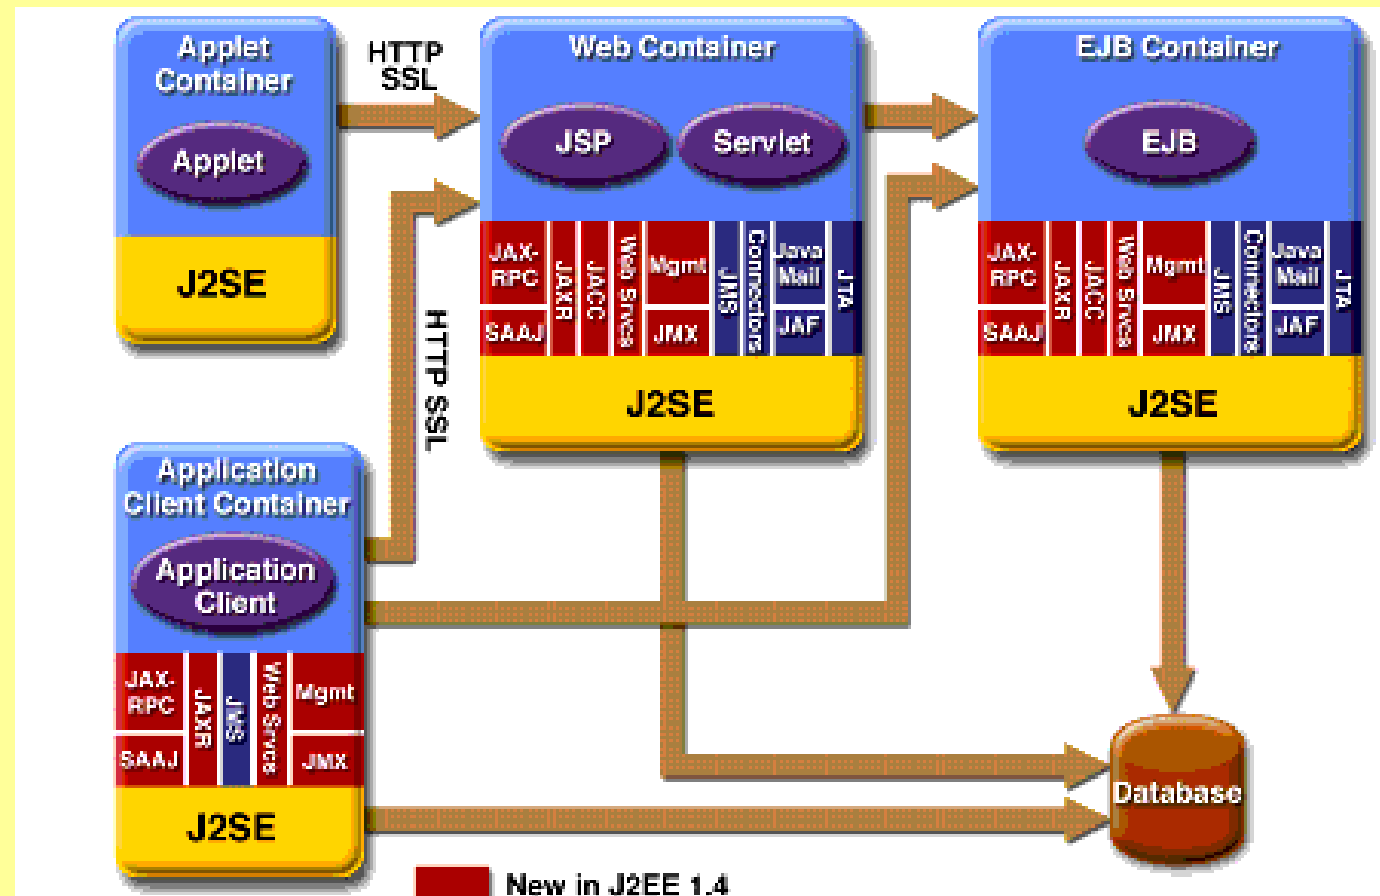 Applet
Container
Applet
J2SE
HTTP
SSL
Web Container
JSP
Servlet
JAX-
RPC
SAAJ
JAXR
JACC
Web Srvcs
Mgmt
JMX
JMS
Connectors
Java
Mail
JAF
JTA
J2SE
EJB Container
EJB
JAX-
RPC
SAAJ
JAXR
JACC
Web Srvcs
Mgmt
JMX
JMS
Connectors
Java
Mail
JAF
JTA
J2SE
HTTP SSL
Application
Client Container
Application
Client
JAX-
RPC
SAAJ
JAXR
JMS
Web Srvcs
Mgmt
JMX
J2SE
Database
New in J2EE 1.4